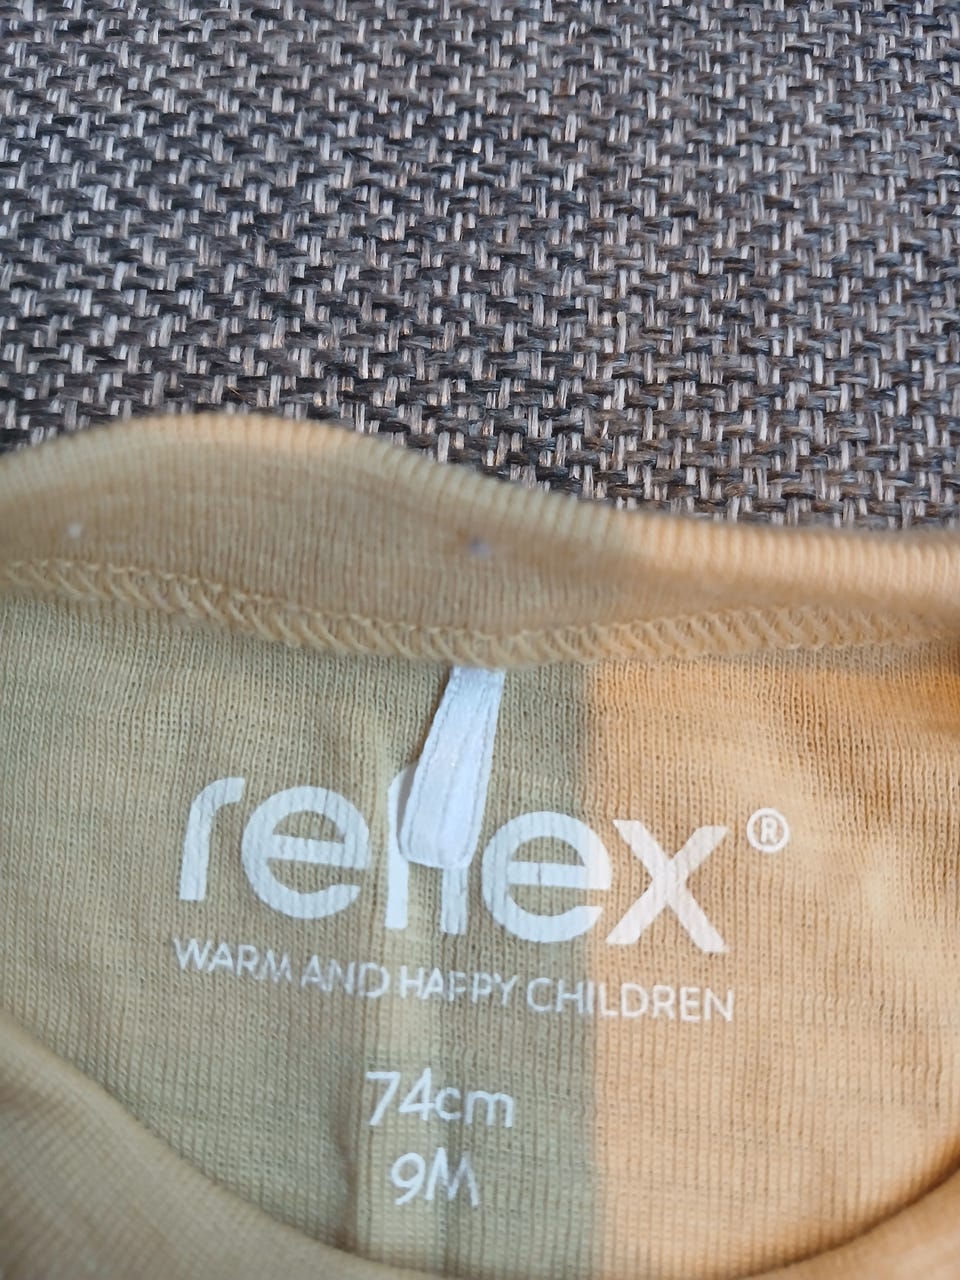 reflex®
WARM AND HAPPY CHILDREN
74cm
9M